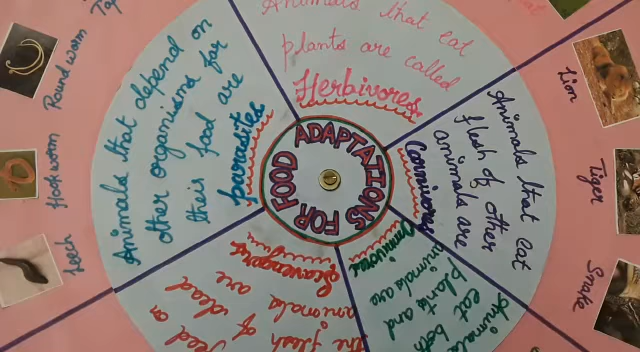 ADAPTATIONS FOR FOOD
Animals that eat
plants are called
Herbivores
Animals that eat
flesh of other
animals are
Carnivores
Animals
eat both
plants and
animals are
Omnivores
feed on
the flesh of dead
animals are
Scavengers
Animals that depend on
other organisms for
their food are
parasites
Lion
Tiger
Snake
Round worm
Hook worm
Leech